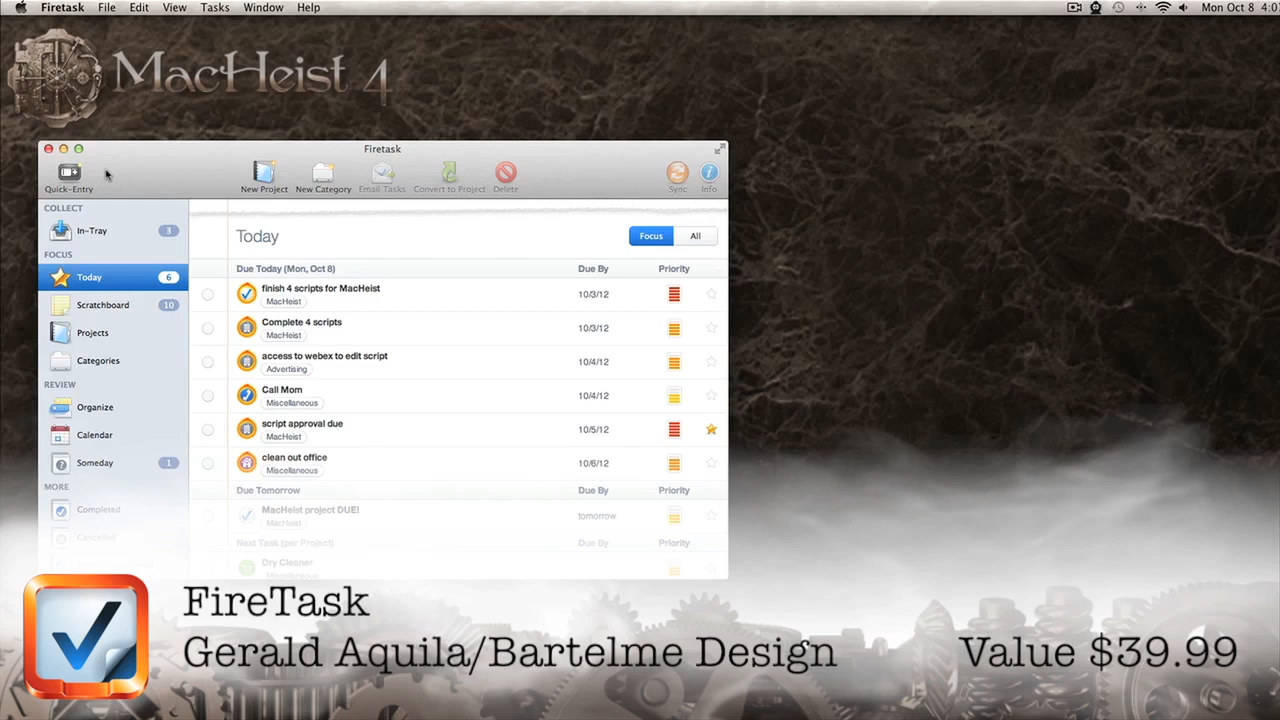 Firetask File Edit View Tasks Window Help Mon Oct 8 4:0
MacHeist 4
Firetask
Quick-Entry New Project New Category Email Tasks Convert to Project Delete Sync Info
COLLECT
In-Tray 3
FOCUS
Today 6
Scratchboard 10
Projects
Categories
REVIEW
Organize
Calendar
Someday 1
MORE
Completed
Cancelled
Today Focus All
Due Today (Mon, Oct 8) Due By Priority
finish 4 scripts for MacHeist 10/3/12
MacHeist
Complete 4 scripts 10/3/12
MacHeist
access to webex to edit script 10/4/12
Advertising
Call Mom 10/4/12
Miscellaneous
script approval due 10/5/12
MacHeist
clean out office 10/6/12
Miscellaneous
Due Tomorrow Due By Priority
MacHeist project DUE! tomorrow
MacHeist
Next Task (per Project) Due By Priority
Dry Cleaner
Miscellaneous
FireTask
Gerald Aquila/Bartelme Design Value $39.99